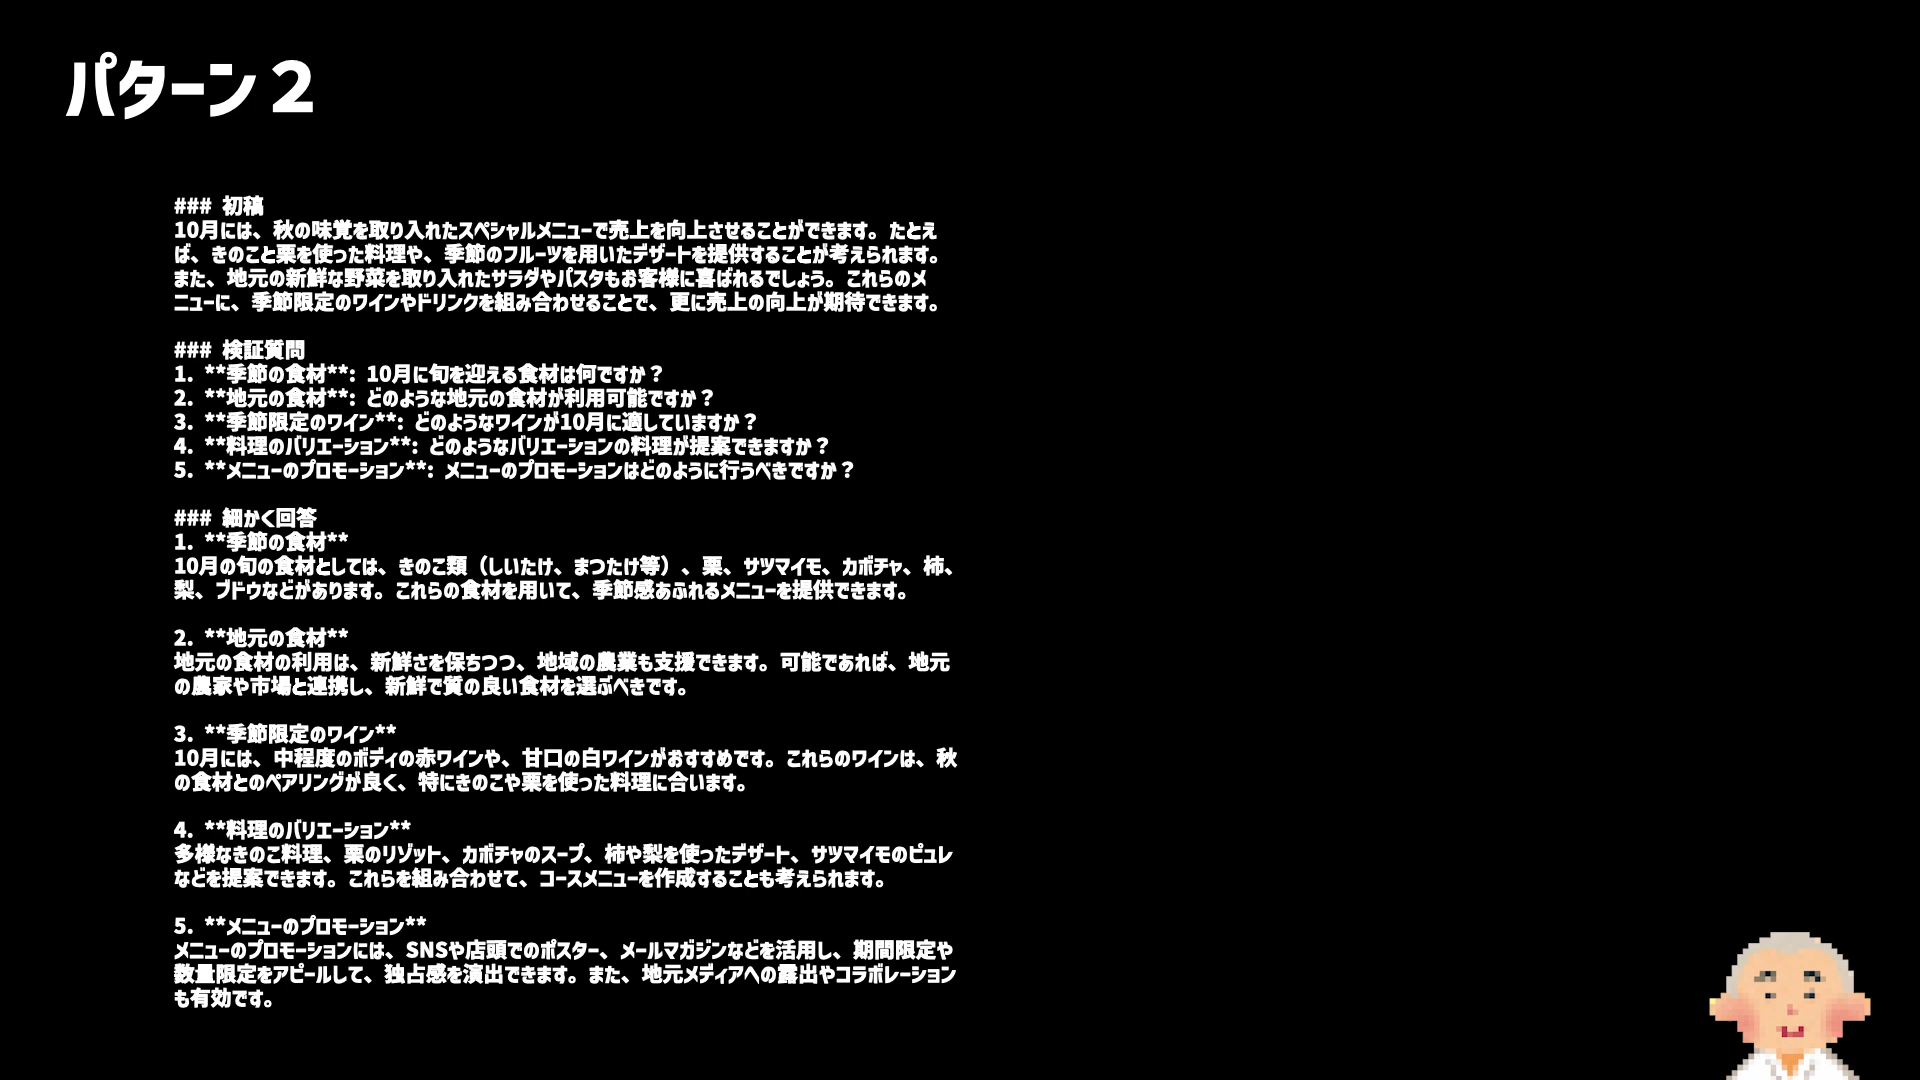 パターン２
### 初稿
10月には、秋の味覚を取り入れたスペシャルメニューで売上を向上させることができます。たとえ
ば、きのこと栗を使った料理や、季節のフルーツを用いたデザートを提供することが考えられます。
また、地元の新鮮な野菜を取り入れたサラダやパスタもお客様に喜ばれるでしょう。これらのメ
ニューに、季節限定のワインやドリンクを組み合わせることで、更に売上の向上が期待できます。
### 検証質問
1. **季節の食材**: 10月に旬を迎える食材は何ですか？
2. **地元の食材**: どのような地元の食材が利用可能ですか？
3. **季節限定のワイン**: どのようなワインが10月に適していますか？
4. **料理のバリエーション**: どのようなバリエーションの料理が提案できますか？
5. **メニューのプロモーション**: メニューのプロモーションはどのように行うべきですか？
### 細かく回答
1. **季節の食材**
10月の旬の食材としては、きのこ類（しいたけ、まつたけ等）、栗、サツマイモ、カボチャ、柿、
梨、ブドウなどがあります。これらの食材を用いて、季節感あふれるメニューを提供できます。
2. **地元の食材**
地元の食材の利用は、新鮮さを保ちつつ、地域の農業も支援できます。可能であれば、地元
の農家や市場と連携し、新鮮で質の良い食材を選ぶべきです。
3. **季節限定のワイン**
10月には、中程度のボディの赤ワインや、甘口の白ワインがおすすめです。これらのワインは、秋
の食材とのペアリングが良く、特にきのこや栗を使った料理に合います。
4. **料理のバリエーション**
多様なきのこ料理、栗のリゾット、カボチャのスープ、柿や梨を使ったデザート、サツマイモのピュレ
などを提案できます。これらを組み合わせて、コースメニューを作成することも考えられます。
5. **メニューのプロモーション**
メニューのプロモーションには、SNSや店頭でのポスター、メールマガジンなどを活用し、期間限定や
数量限定をアピールして、独占感を演出できます。また、地元メディアへの露出やコラボレーション
も有効です。